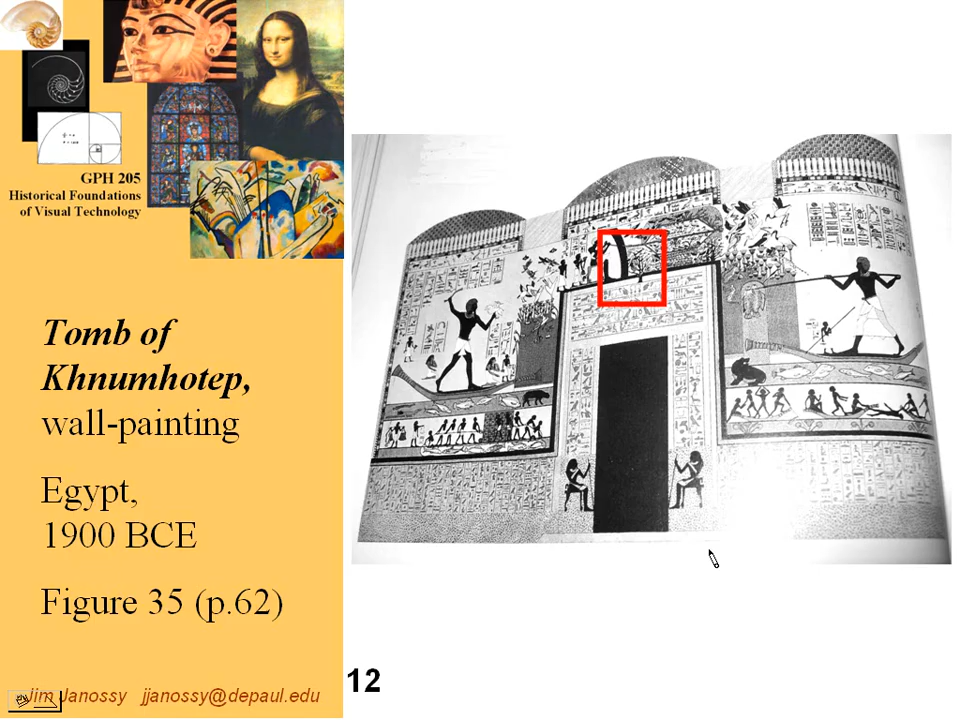 GPH 205
Historical Foundations
of Visual Technology
Tomb of
Khnumhotep,
wall-painting
Egypt,
1900 BCE
Figure 35 (p.62)
Jim Janossy jjanossy@depaul.edu
12